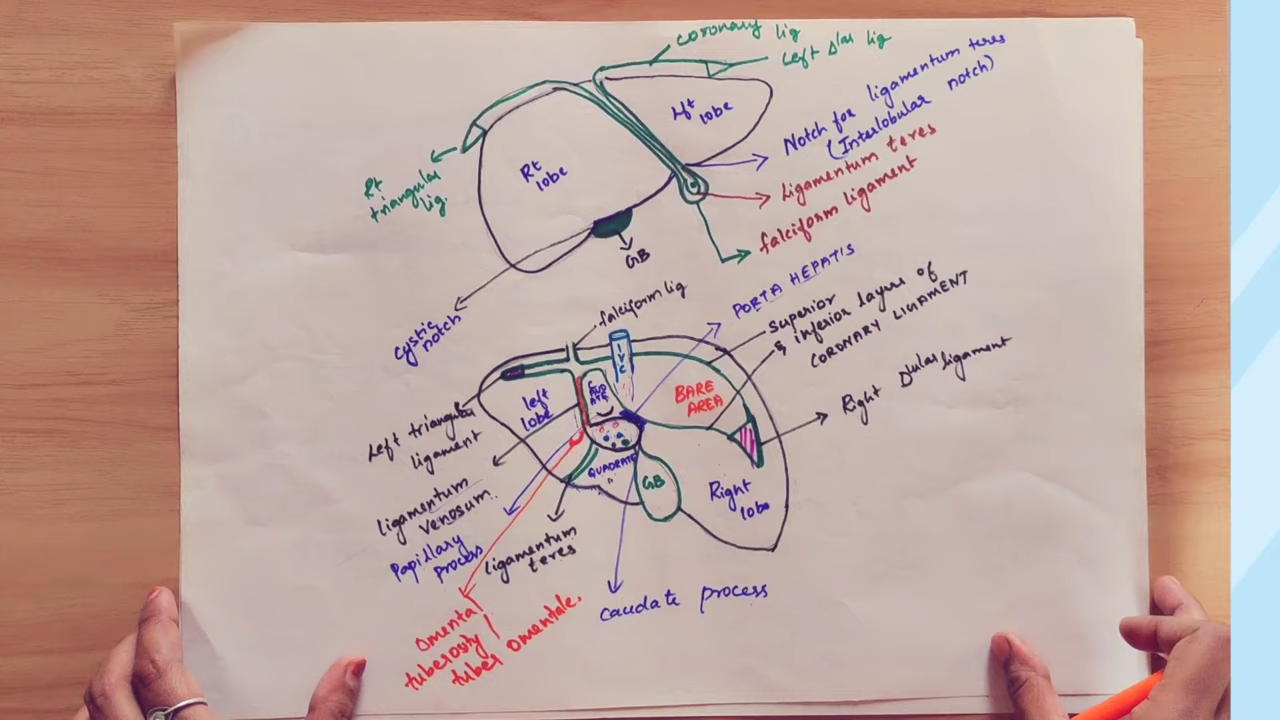 coronary lig
Left Δlar lig
Notch for ligamentum teres
(Interlobular notch)
Left
lobe
Ligamentum teres
falciform ligament
Rt
lobe
Rt
triangular
lig.
GB
cystic
notch
falciform lig
PORTA HEPATIS
superior
& inferior layers of
CORONARY LIGAMENT
IVC
BARE
AREA
Right Δular ligament
left
lobe
CAUDATE
Left triangular
ligament
QUADRATE
GB
Right
lobe
Ligamentum
venosum.
Papillary
process
Ligamentum
teres
caudate process
omental
tuberosity /
tuber omentale.